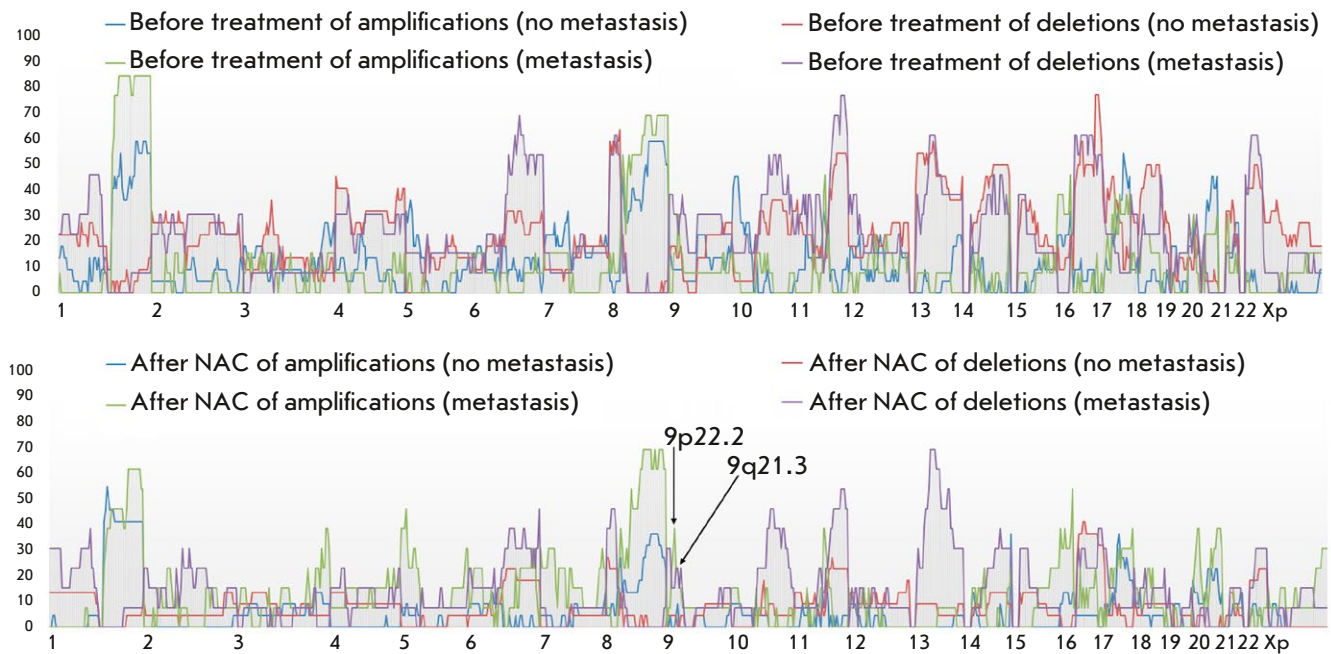 Before treatment of amplifications (no metastasis) Before treatment of deletions (no metastasis)
Before treatment of amplifications (metastasis) Before treatment of deletions (metastasis)
100
90
80
70
60
50
40
30
20
10
0
1 2 3 4 5 6 7 8 9 10 11 12 13 14 15 16 17 18 19 20 21 22 Xp
After NAC of amplifications (no metastasis) After NAC of deletions (no metastasis)
After NAC of amplifications (metastasis) After NAC of deletions (metastasis)
100
90
80
70
60
50
40
30
20
10
0
9p22.2
9q21.3
1 2 3 4 5 6 7 8 9 10 11 12 13 14 15 16 17 18 19 20 21 22 Xp